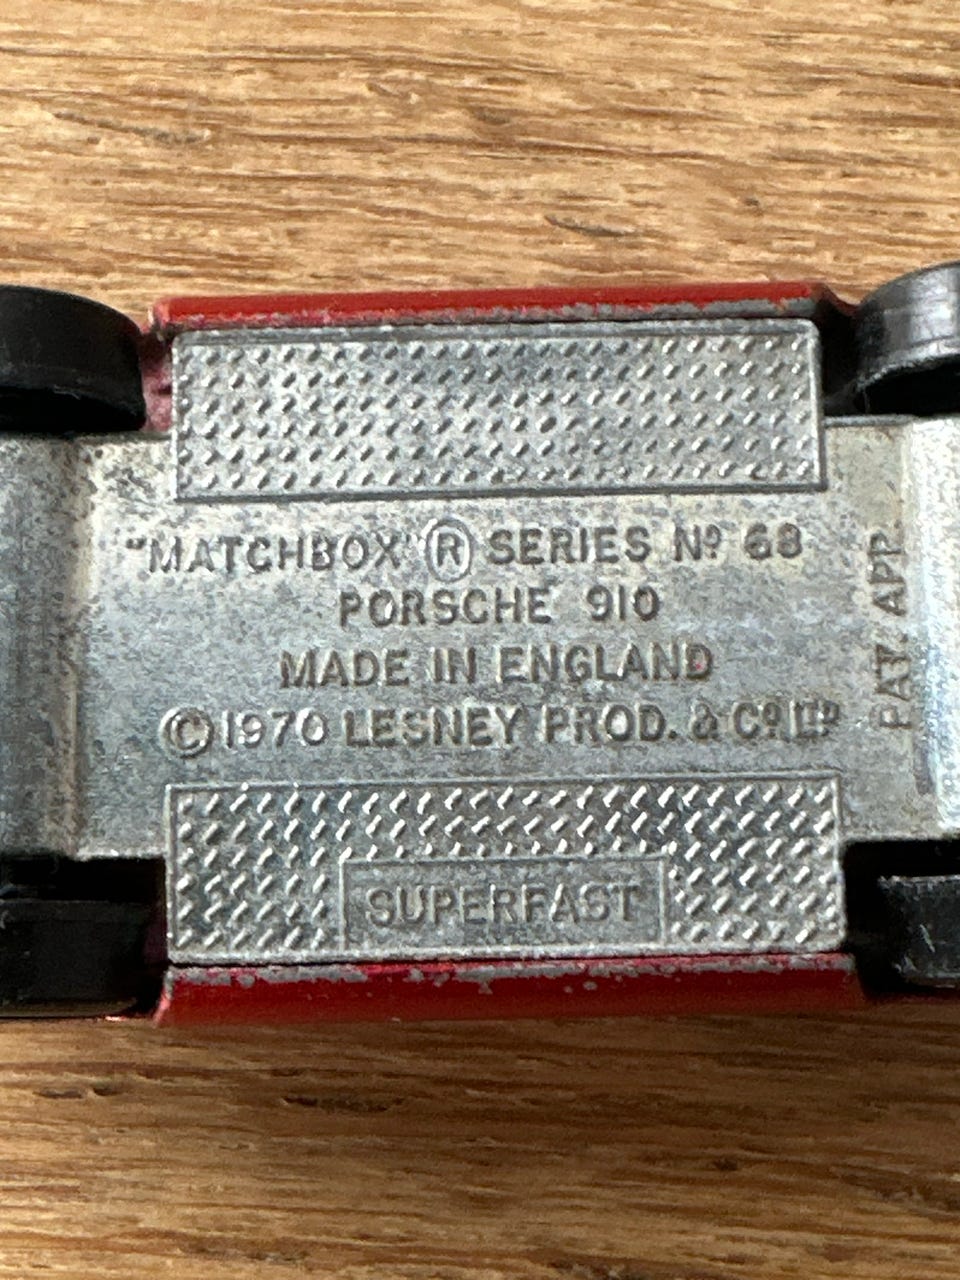 "MATCHBOX" ® SERIES Nº 68
PORSCHE 910
MADE IN ENGLAND
©1970 LESNEY PROD. & Cº Lᵀᴰ
PAT. APP.
SUPERFAST